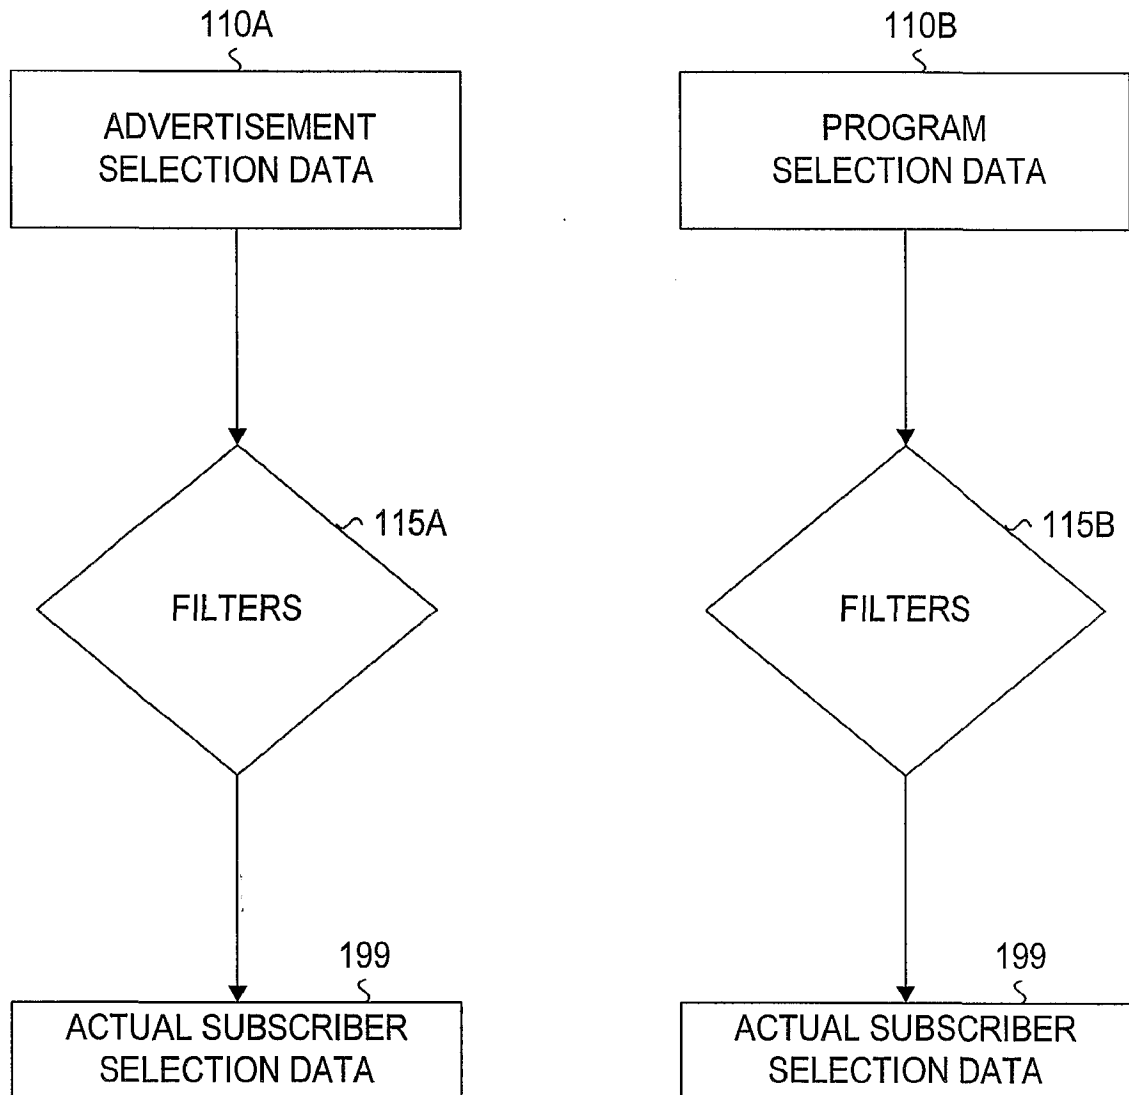 110A
ADVERTISEMENT
SELECTION DATA
115A
FILTERS
199
ACTUAL SUBSCRIBER
SELECTION DATA
110B
PROGRAM
SELECTION DATA
115B
FILTERS
199
ACTUAL SUBSCRIBER
SELECTION DATA